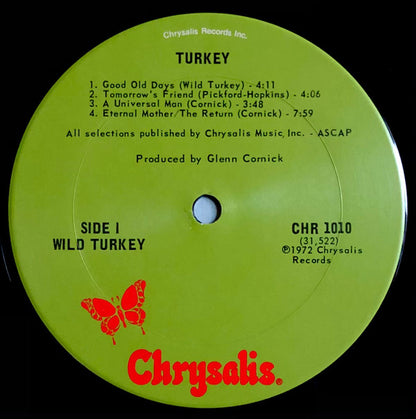 Chrysalis Records Inc.
TURKEY
1. Good Old Days (Wild Turkey) - 4:11
2. Tomorrow's Friend (Pickford-Hopkins) - 4:06
3. A Universal Man (Cornick) - 3:48
4. Eternal Mother/The Return (Cornick) - 7:59
All selections published by Chrysalis Music, Inc. - ASCAP
Produced by Glenn Cornick
SIDE I
WILD TURKEY
CHR 1010
(31,522)
℗1972 Chrysalis
Records
Chrysalis.